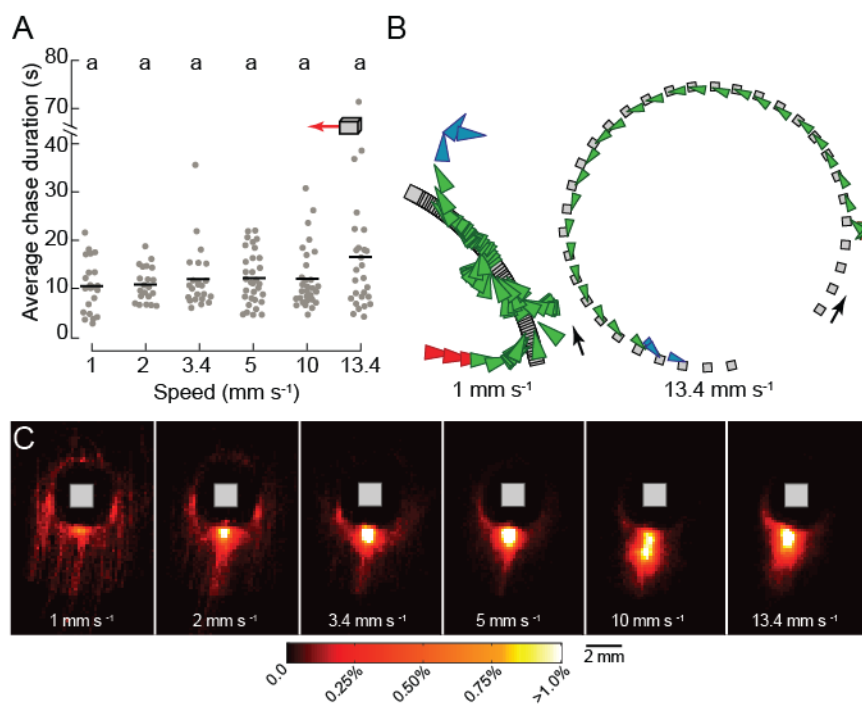 A
B
a a a a a a
Average chase duration (s)
80
70
40
30
20
10
0
1 2 3.4 5 10 13.4
Speed (mm s⁻¹)
1 mm s⁻¹
13.4 mm s⁻¹
C
1 mm s⁻¹
2 mm s⁻¹
3.4 mm s⁻¹
5 mm s⁻¹
10 mm s⁻¹
13.4 mm s⁻¹
0.0
0.25%
0.50%
0.75%
>1.0%
2 mm